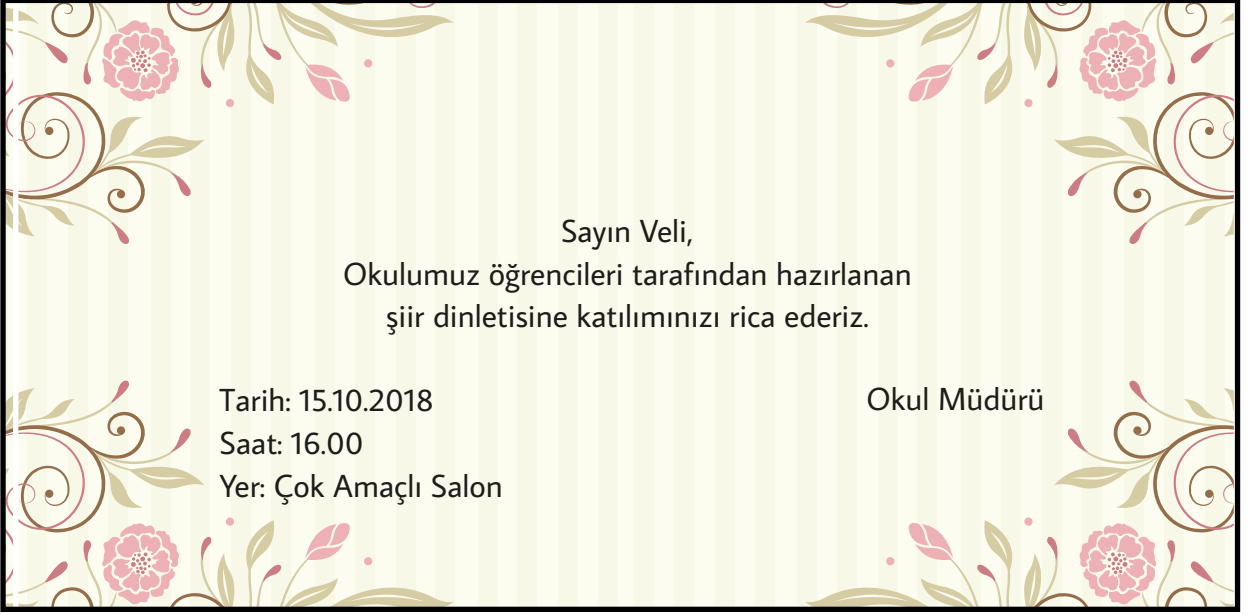 Sayın Veli,
Okulumuz öğrencileri tarafından hazırlanan
şiir dinletisine katılımınızı rica ederiz.
Tarih: 15.10.2018
Okul Müdürü
Saat: 16.00
Yer: Çok Amaçlı Salon